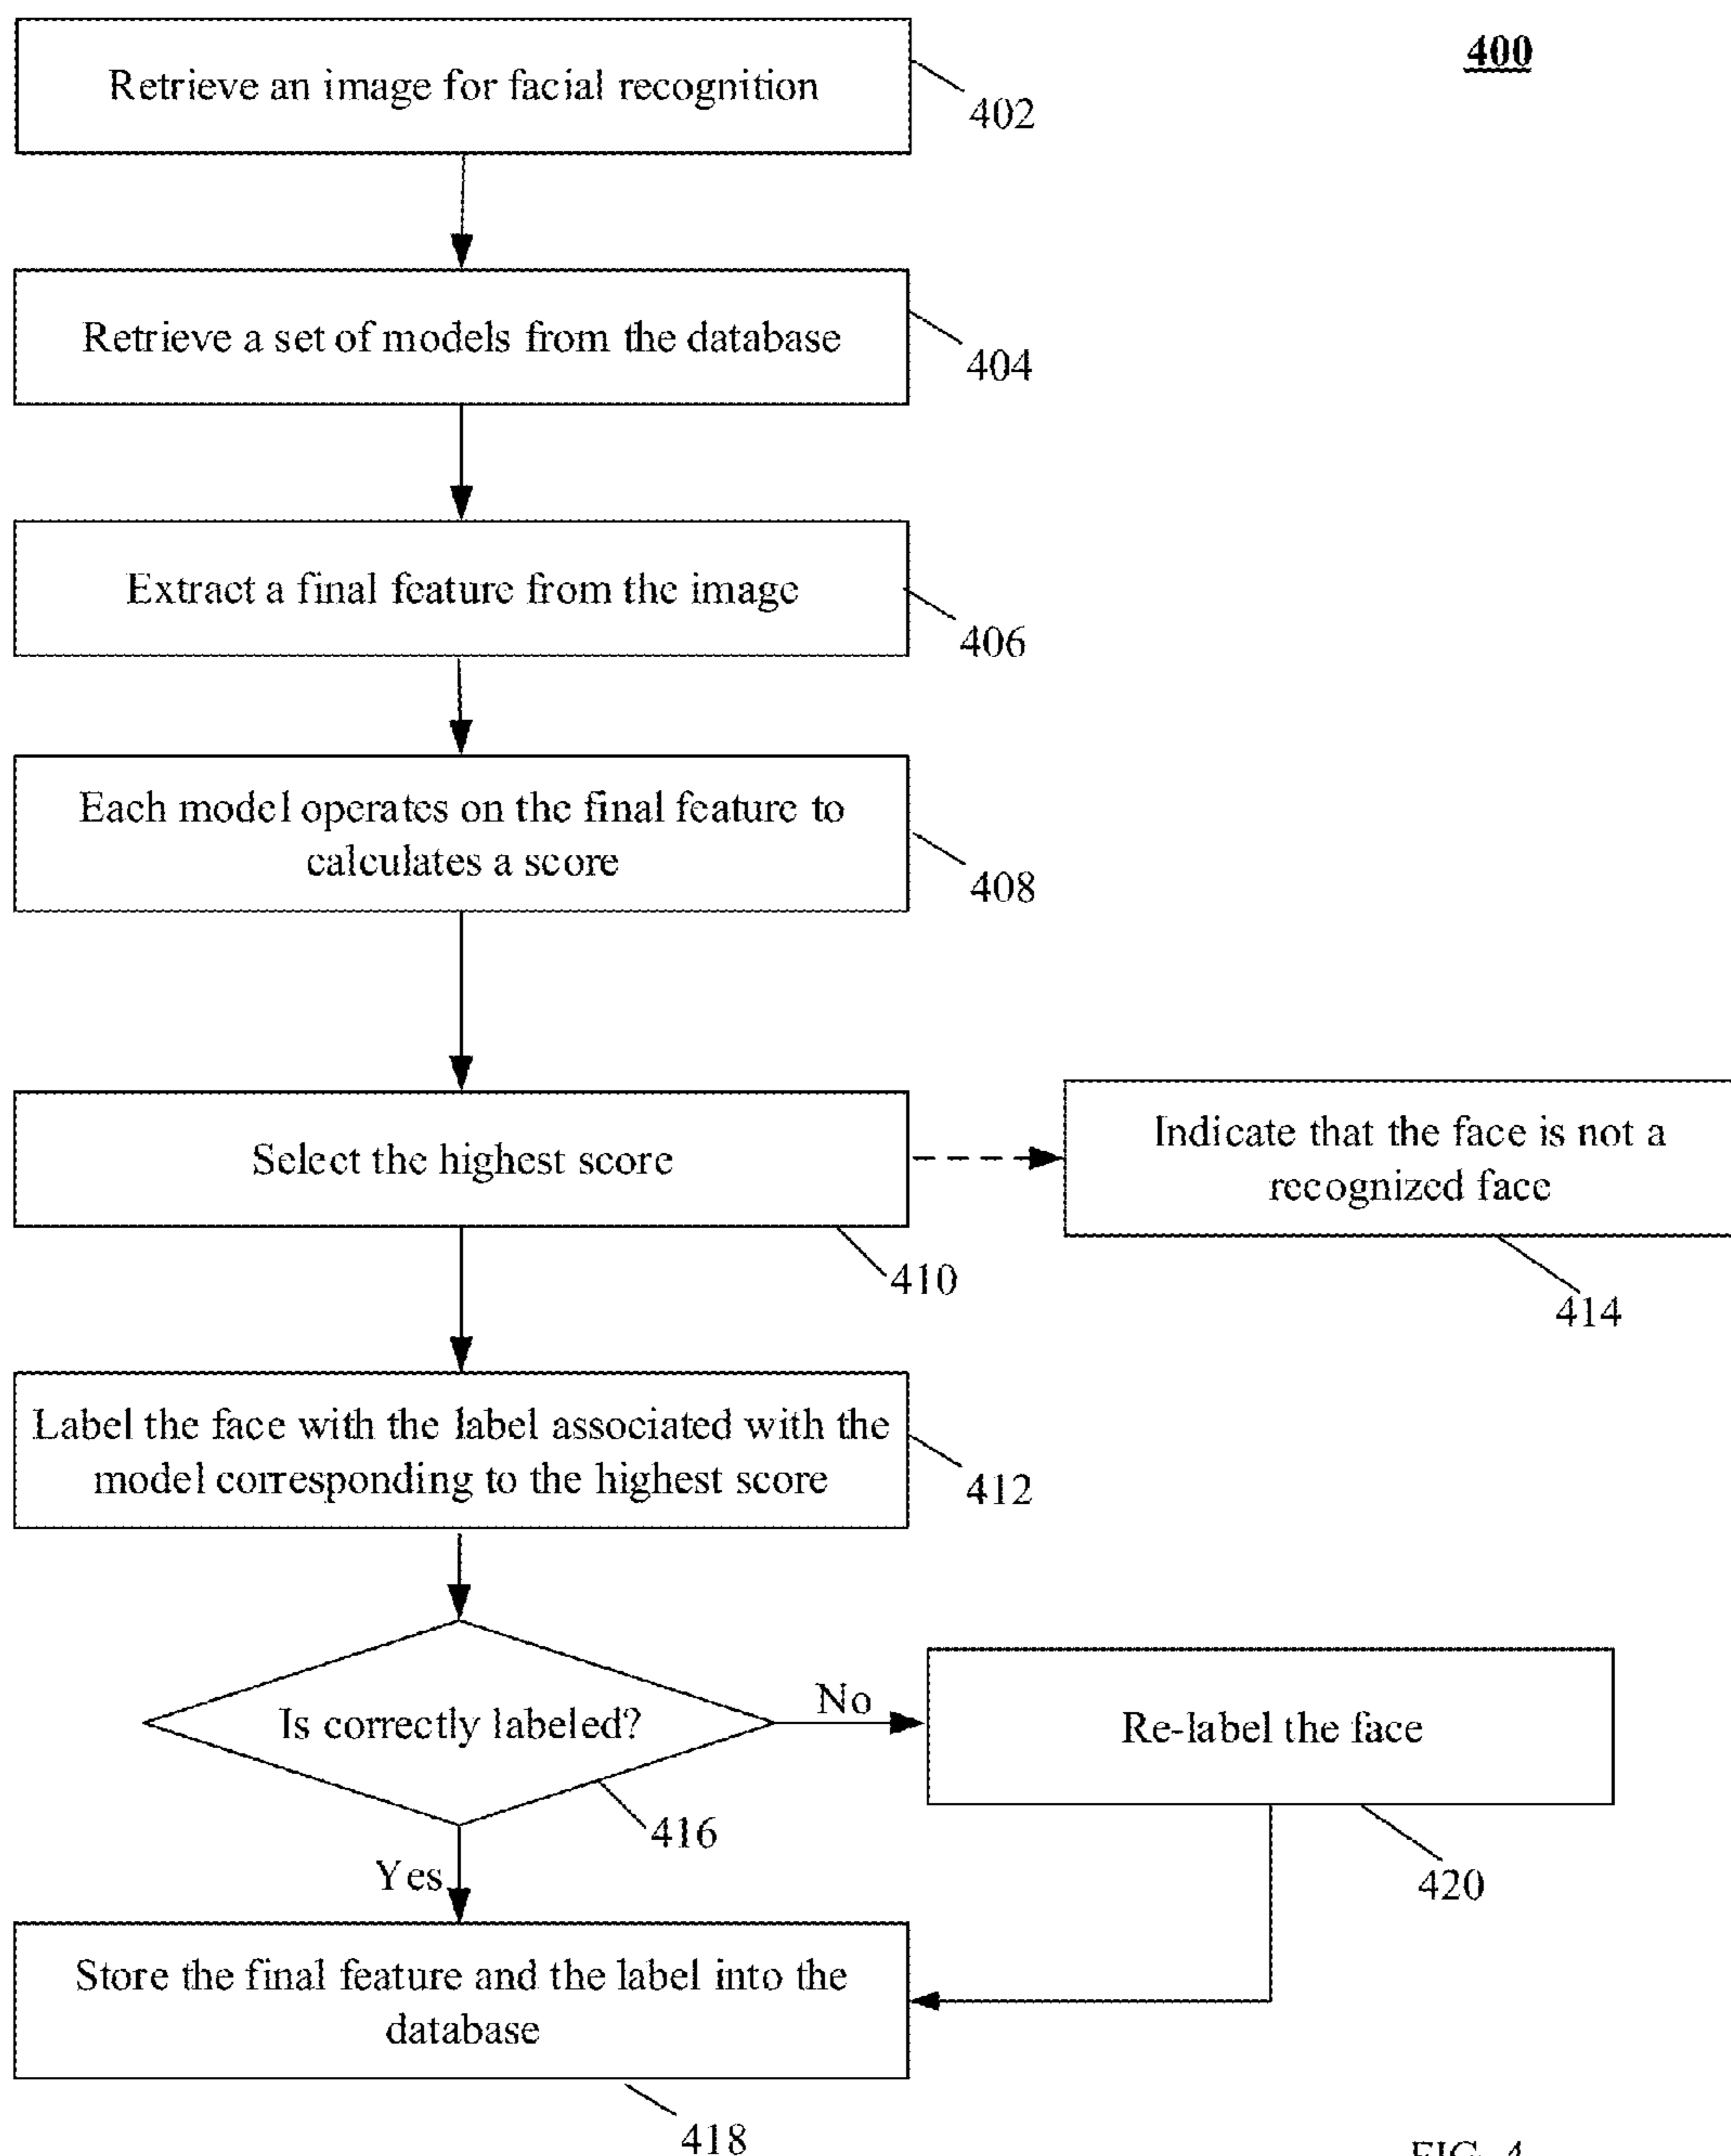 400
Retrieve an image for facial recognition
402
Retrieve a set of models from the database
404
Extract a final feature from the image
406
Each model operates on the final feature to
calculates a score
408
Select the highest score
410
Indicate that the face is not a
recognized face
414
Label the face with the label associated with the
model corresponding to the highest score
412
Is correctly labeled?
416
No
Re-label the face
420
Yes
Store the final feature and the label into the
database
418
FIG. 4